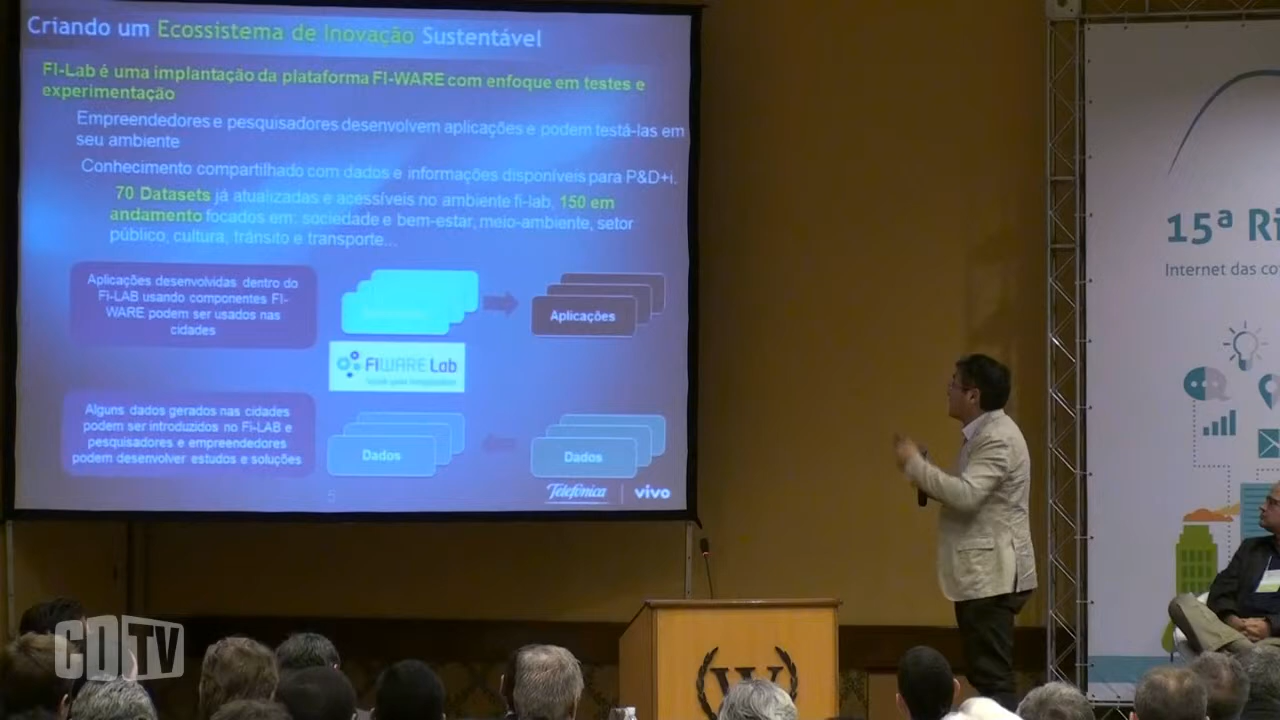 Criando um Ecossistema de Inovação Sustentável
FI-Lab é uma implantação da plataforma FI-WARE com enfoque em testes e
experimentação
Empreendedores e pesquisadores desenvolvem aplicações e podem testá-las em
seu ambiente
Conhecimento compartilhado com dados e informações disponíveis para P&D+i.
70 Datasets já atualizadas e acessíveis no ambiente fi-lab, 150 em
andamento focados em: sociedade e bem-estar, meio-ambiente, setor
público, cultura, trânsito e transporte...
Aplicações desenvolvidas dentro do
FI-LAB usando componentes FI-
WARE podem ser usados nas
cidades
Aplicações
FIWARE Lab
Alguns dados gerados nas cidades
podem ser introduzidos no Fi-LAB e
pesquisadores e empreendedores
podem desenvolver estudos e soluções
Dados
Dados
5
Telefónica
vivo
15ª Ri
Internet das co
W
CDTV